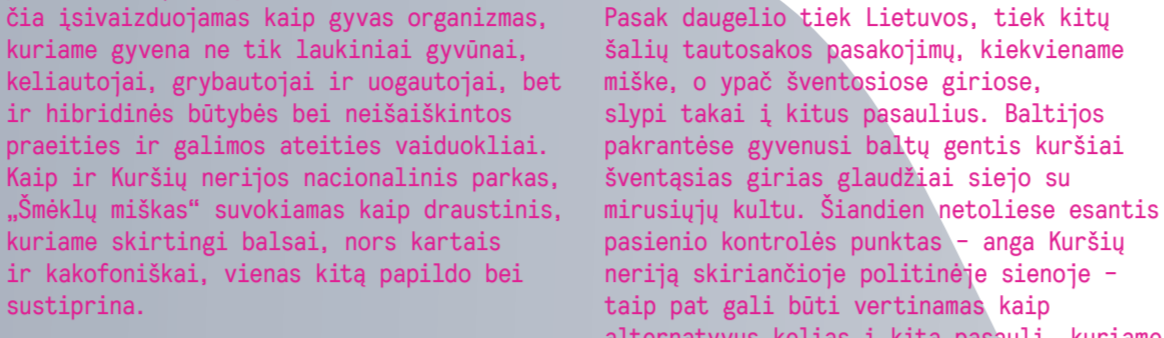 čia įsivaizduojamas kaip gyvas organizmas,
kuriame gyvena ne tik laukiniai gyvūnai,
keliautojai, grybautojai ir uogautojai, bet
ir hibridinės būtybės bei neišaiškintos
praeities ir galimos ateities vaiduokliai.
Kaip ir Kuršių nerijos nacionalinis parkas,
„Šmėklų miškas“ suvokiamas kaip draustinis,
kuriame skirtingi balsai, nors kartais
ir kakofoniškai, vienas kitą papildo bei
sustiprina.
Pasak daugelio tiek Lietuvos, tiek kitų
šalių tautosakos pasakojimų, kiekviename
miške, o ypač šventosiose giriose,
slypi takai į kitus pasaulius. Baltijos
pakrantėse gyvenusi baltų gentis kuršiai
šventąsias girias glaudžiai siejo su
mirusiųjų kultu. Šiandien netoliese esantis
pasienio kontrolės punktas – anga Kuršių
neriją skiriančioje politinėje sienoje –
taip pat gali būti vertinamas kaip
alternatyvus kelias į kitą pasaulį, kuriame